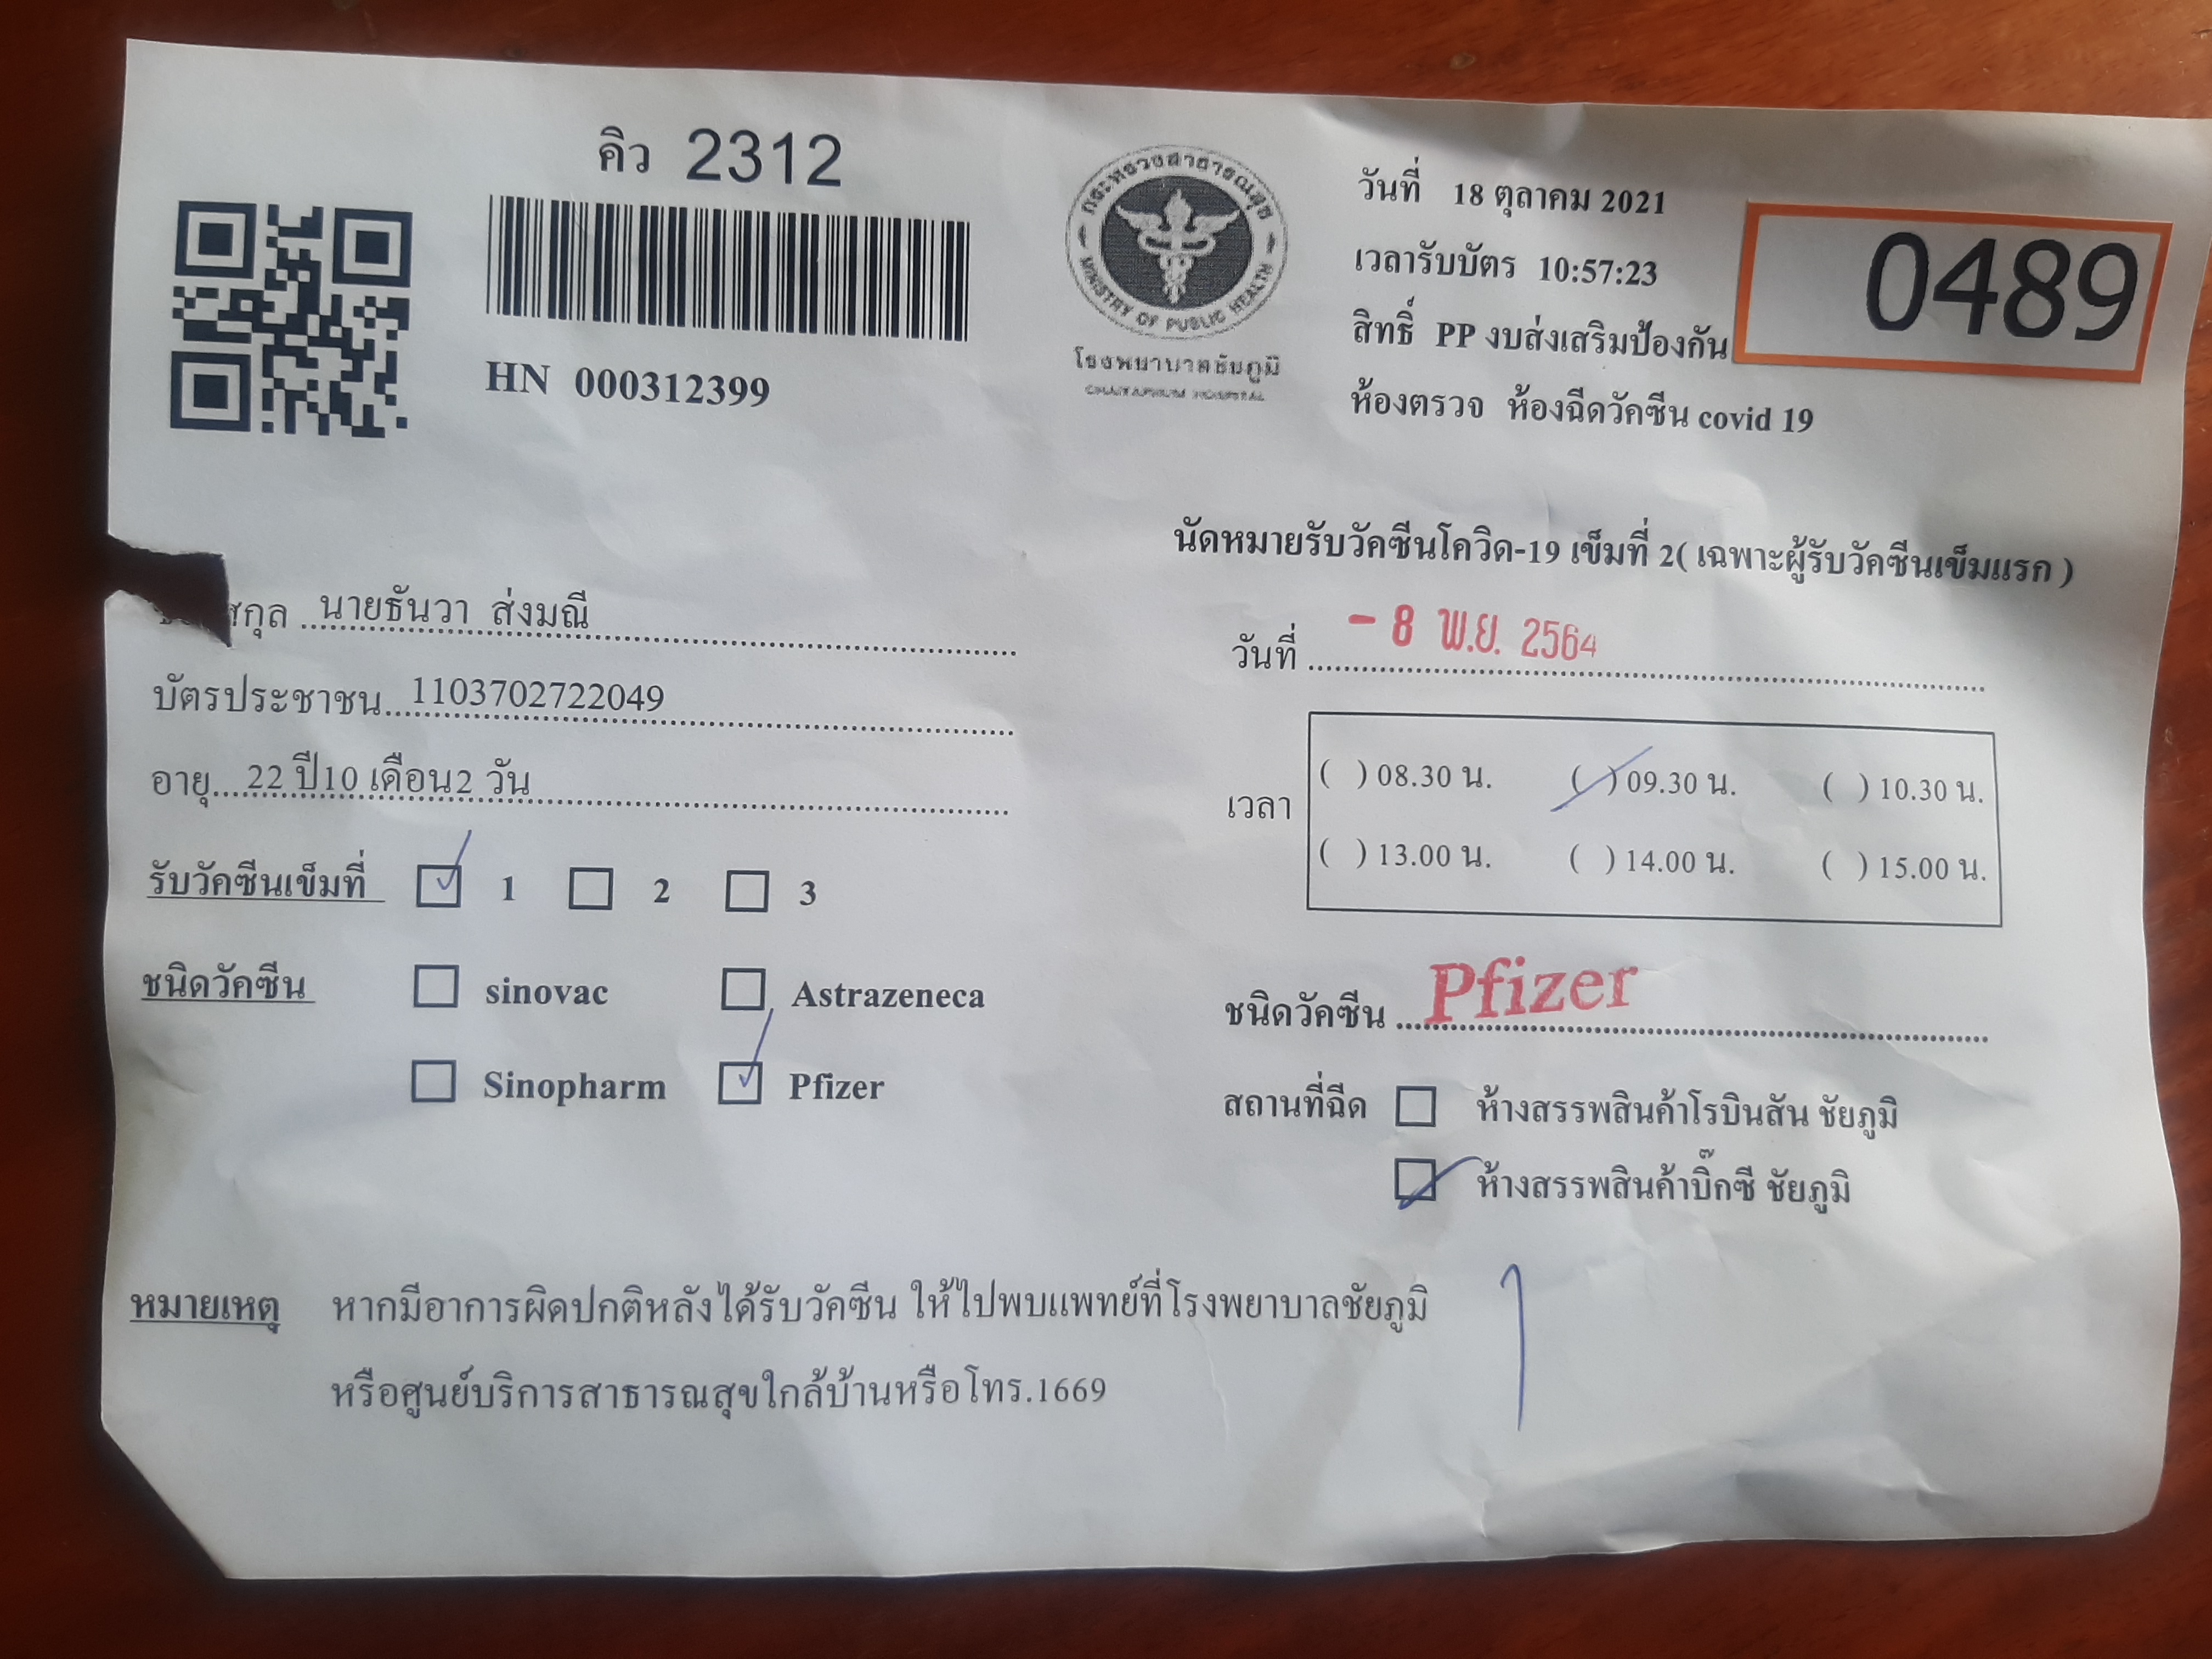 คิว 2312
HN 000312399
กระทรวงสาธารณสุข
MINISTRY OF PUBLIC HEALTH
โรงพยาบาลชัยภูมิ
CHAIYAPHUM HOSPITAL
วันที่ 18 ตุลาคม 2021
เวลารับบัตร 10:57:23
สิทธิ์ PP งบส่งเสริมป้องกัน
ห้องตรวจ ห้องฉีดวัคซีน covid 19
0489
สกุล นายธันวา ส่งมณี
บัตรประชาชน 1103702722049
อายุ 22 ปี10 เดือน2 วัน
รับวัคซีนเข็มที่ 1 2 3
ชนิดวัคซีน sinovac Astrazeneca
Sinopharm Pfizer
นัดหมายรับวัคซีนโควิด-19 เข็มที่ 2( เฉพาะผู้รับวัคซีนเข็มแรก )
วันที่ - 8 พ.ย. 2564
เวลา ( ) 08.30 น. ( ) 09.30 น. ( ) 10.30 น.
( ) 13.00 น. ( ) 14.00 น. ( ) 15.00 น.
ชนิดวัคซีน Pfizer
สถานที่ฉีด ห้างสรรพสินค้าโรบินสัน ชัยภูมิ
ห้างสรรพสินค้าบิ๊กซี ชัยภูมิ
หมายเหตุ หากมีอาการผิดปกติหลังได้รับวัคซีน ให้ไปพบแพทย์ที่โรงพยาบาลชัยภูมิ
หรือศูนย์บริการสาธารณสุขใกล้บ้านหรือโทร.1669